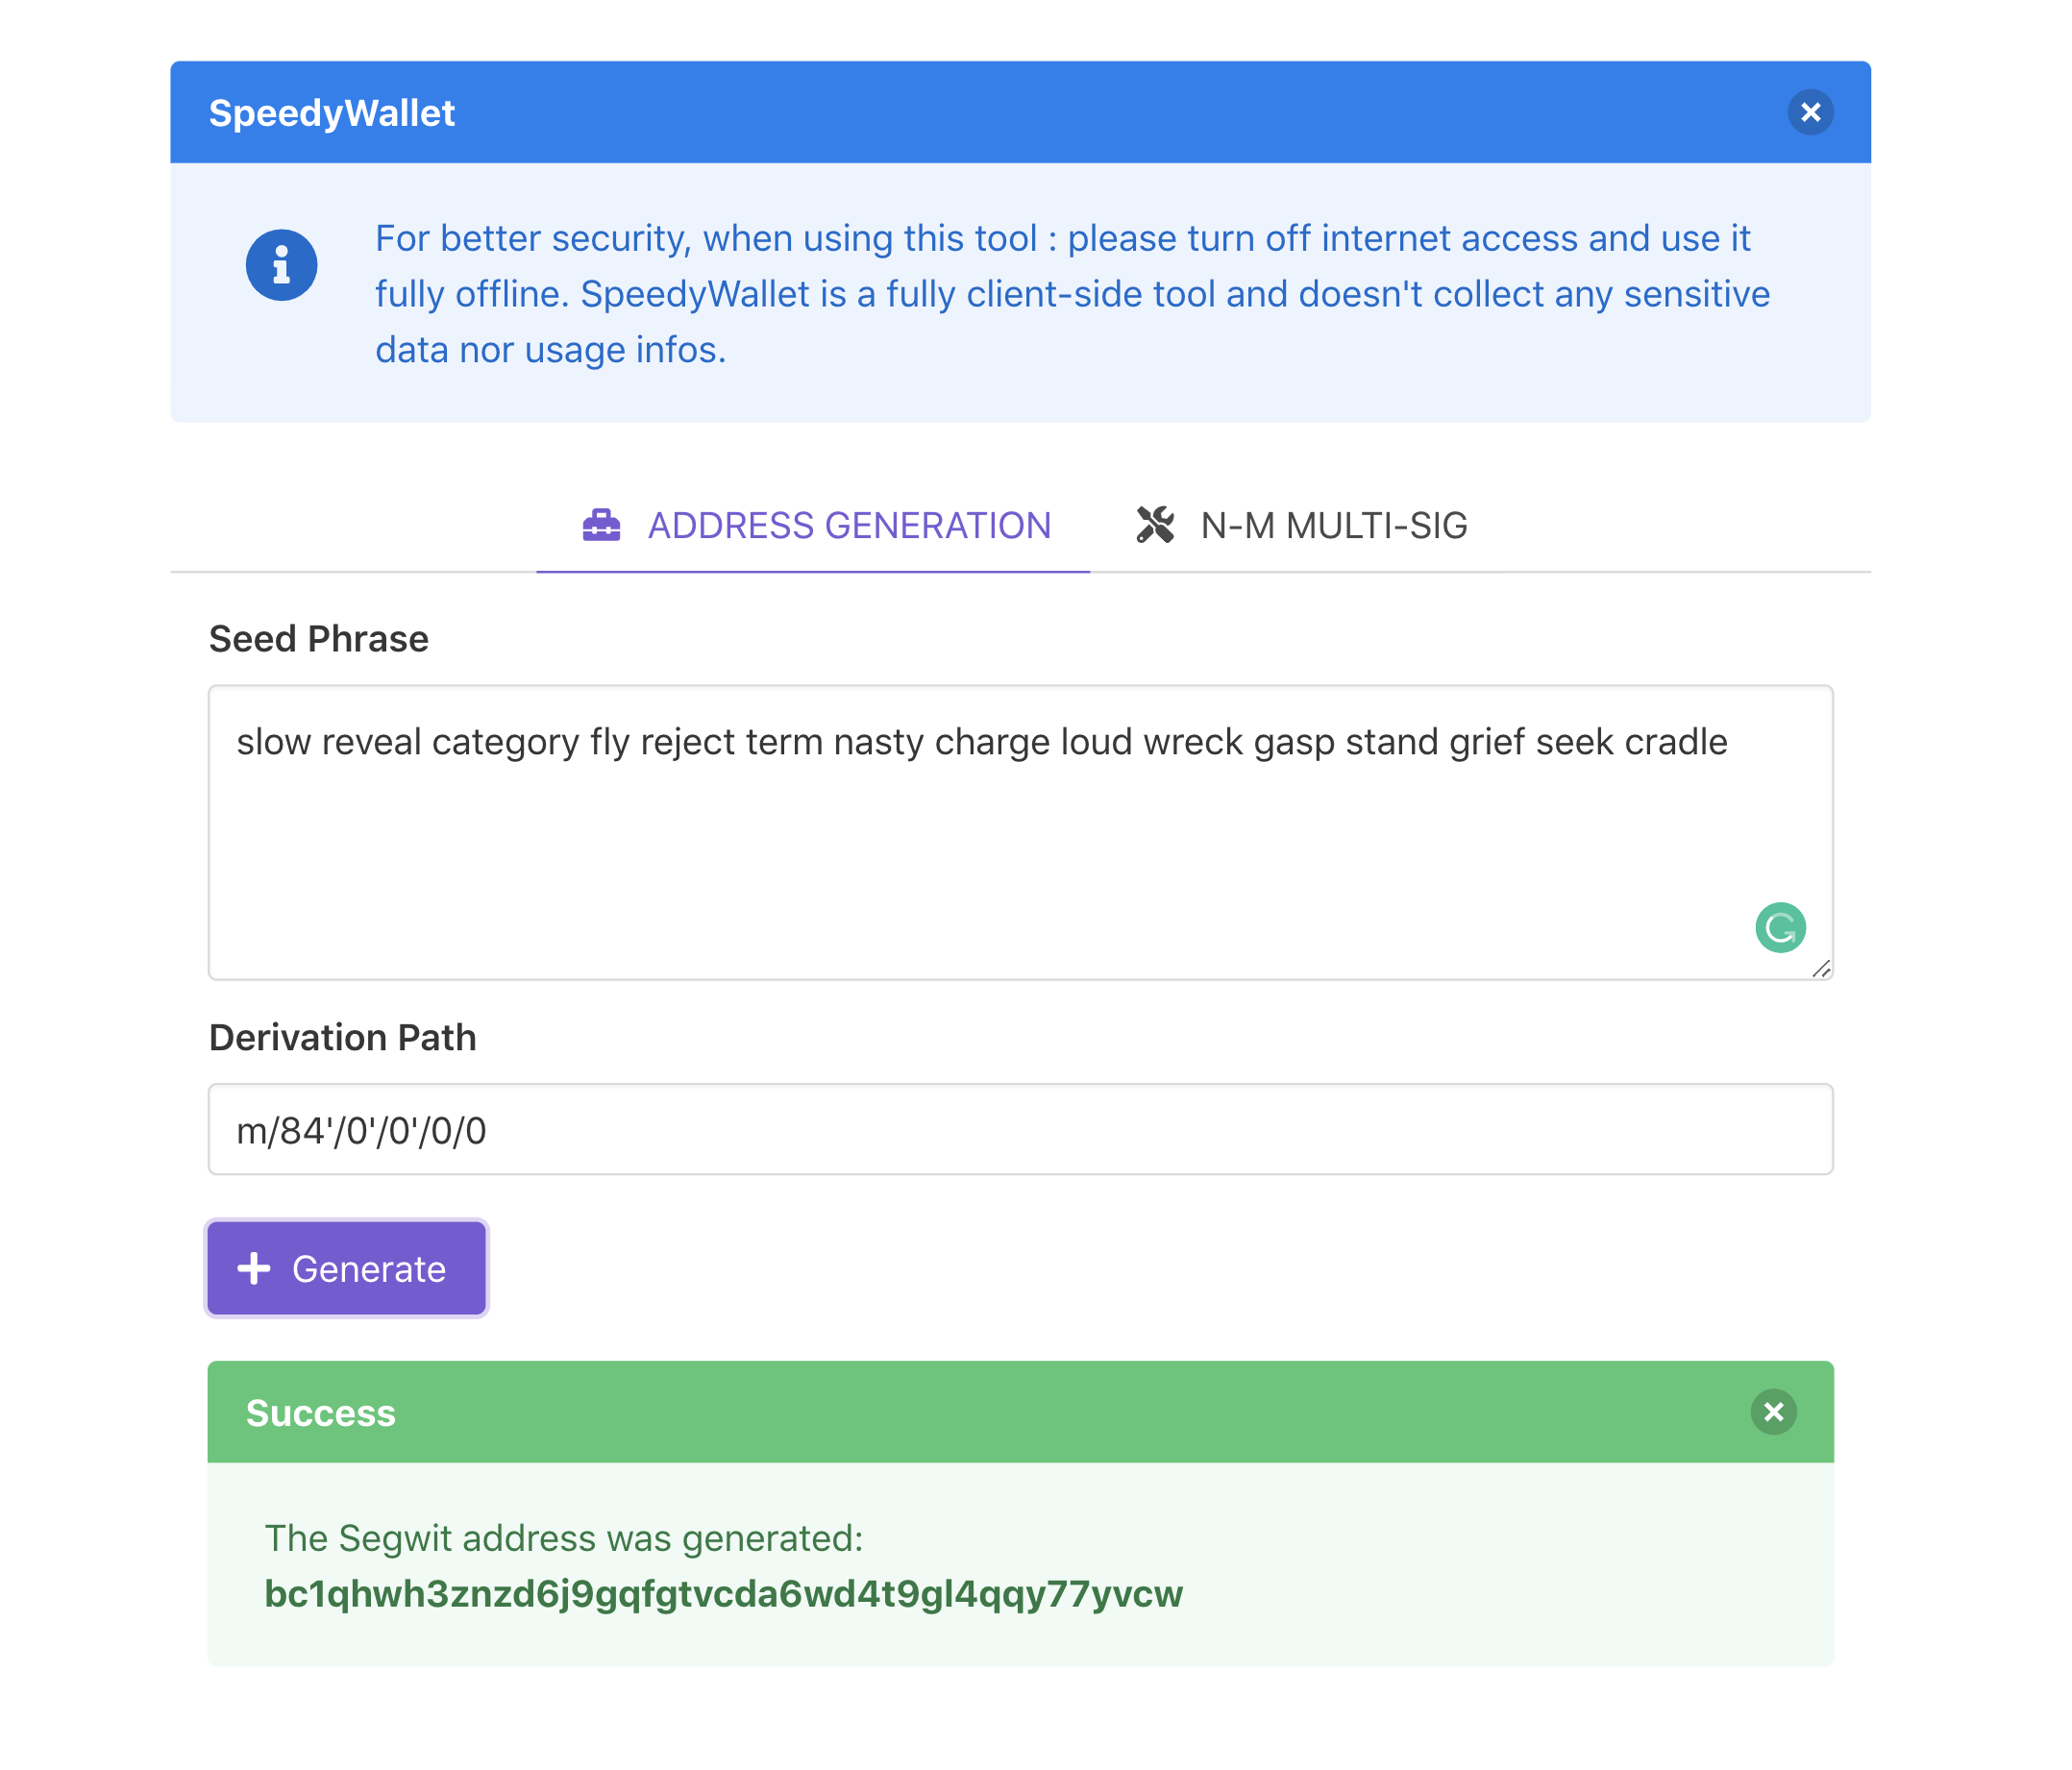 SpeedyWallet
For better security, when using this tool : please turn off internet access and use it
fully offline. SpeedyWallet is a fully client-side tool and doesn't collect any sensitive
data nor usage infos.
ADDRESS GENERATION
N-M MULTI-SIG
Seed Phrase
slow reveal category fly reject term nasty charge loud wreck gasp stand grief seek cradle
Derivation Path
m/84'/0'/0'/0/0
Generate
Success
The Segwit address was generated:
bc1qhwh3znzd6j9gqfgtvcda6wd4t9gl4qqy77yvcw